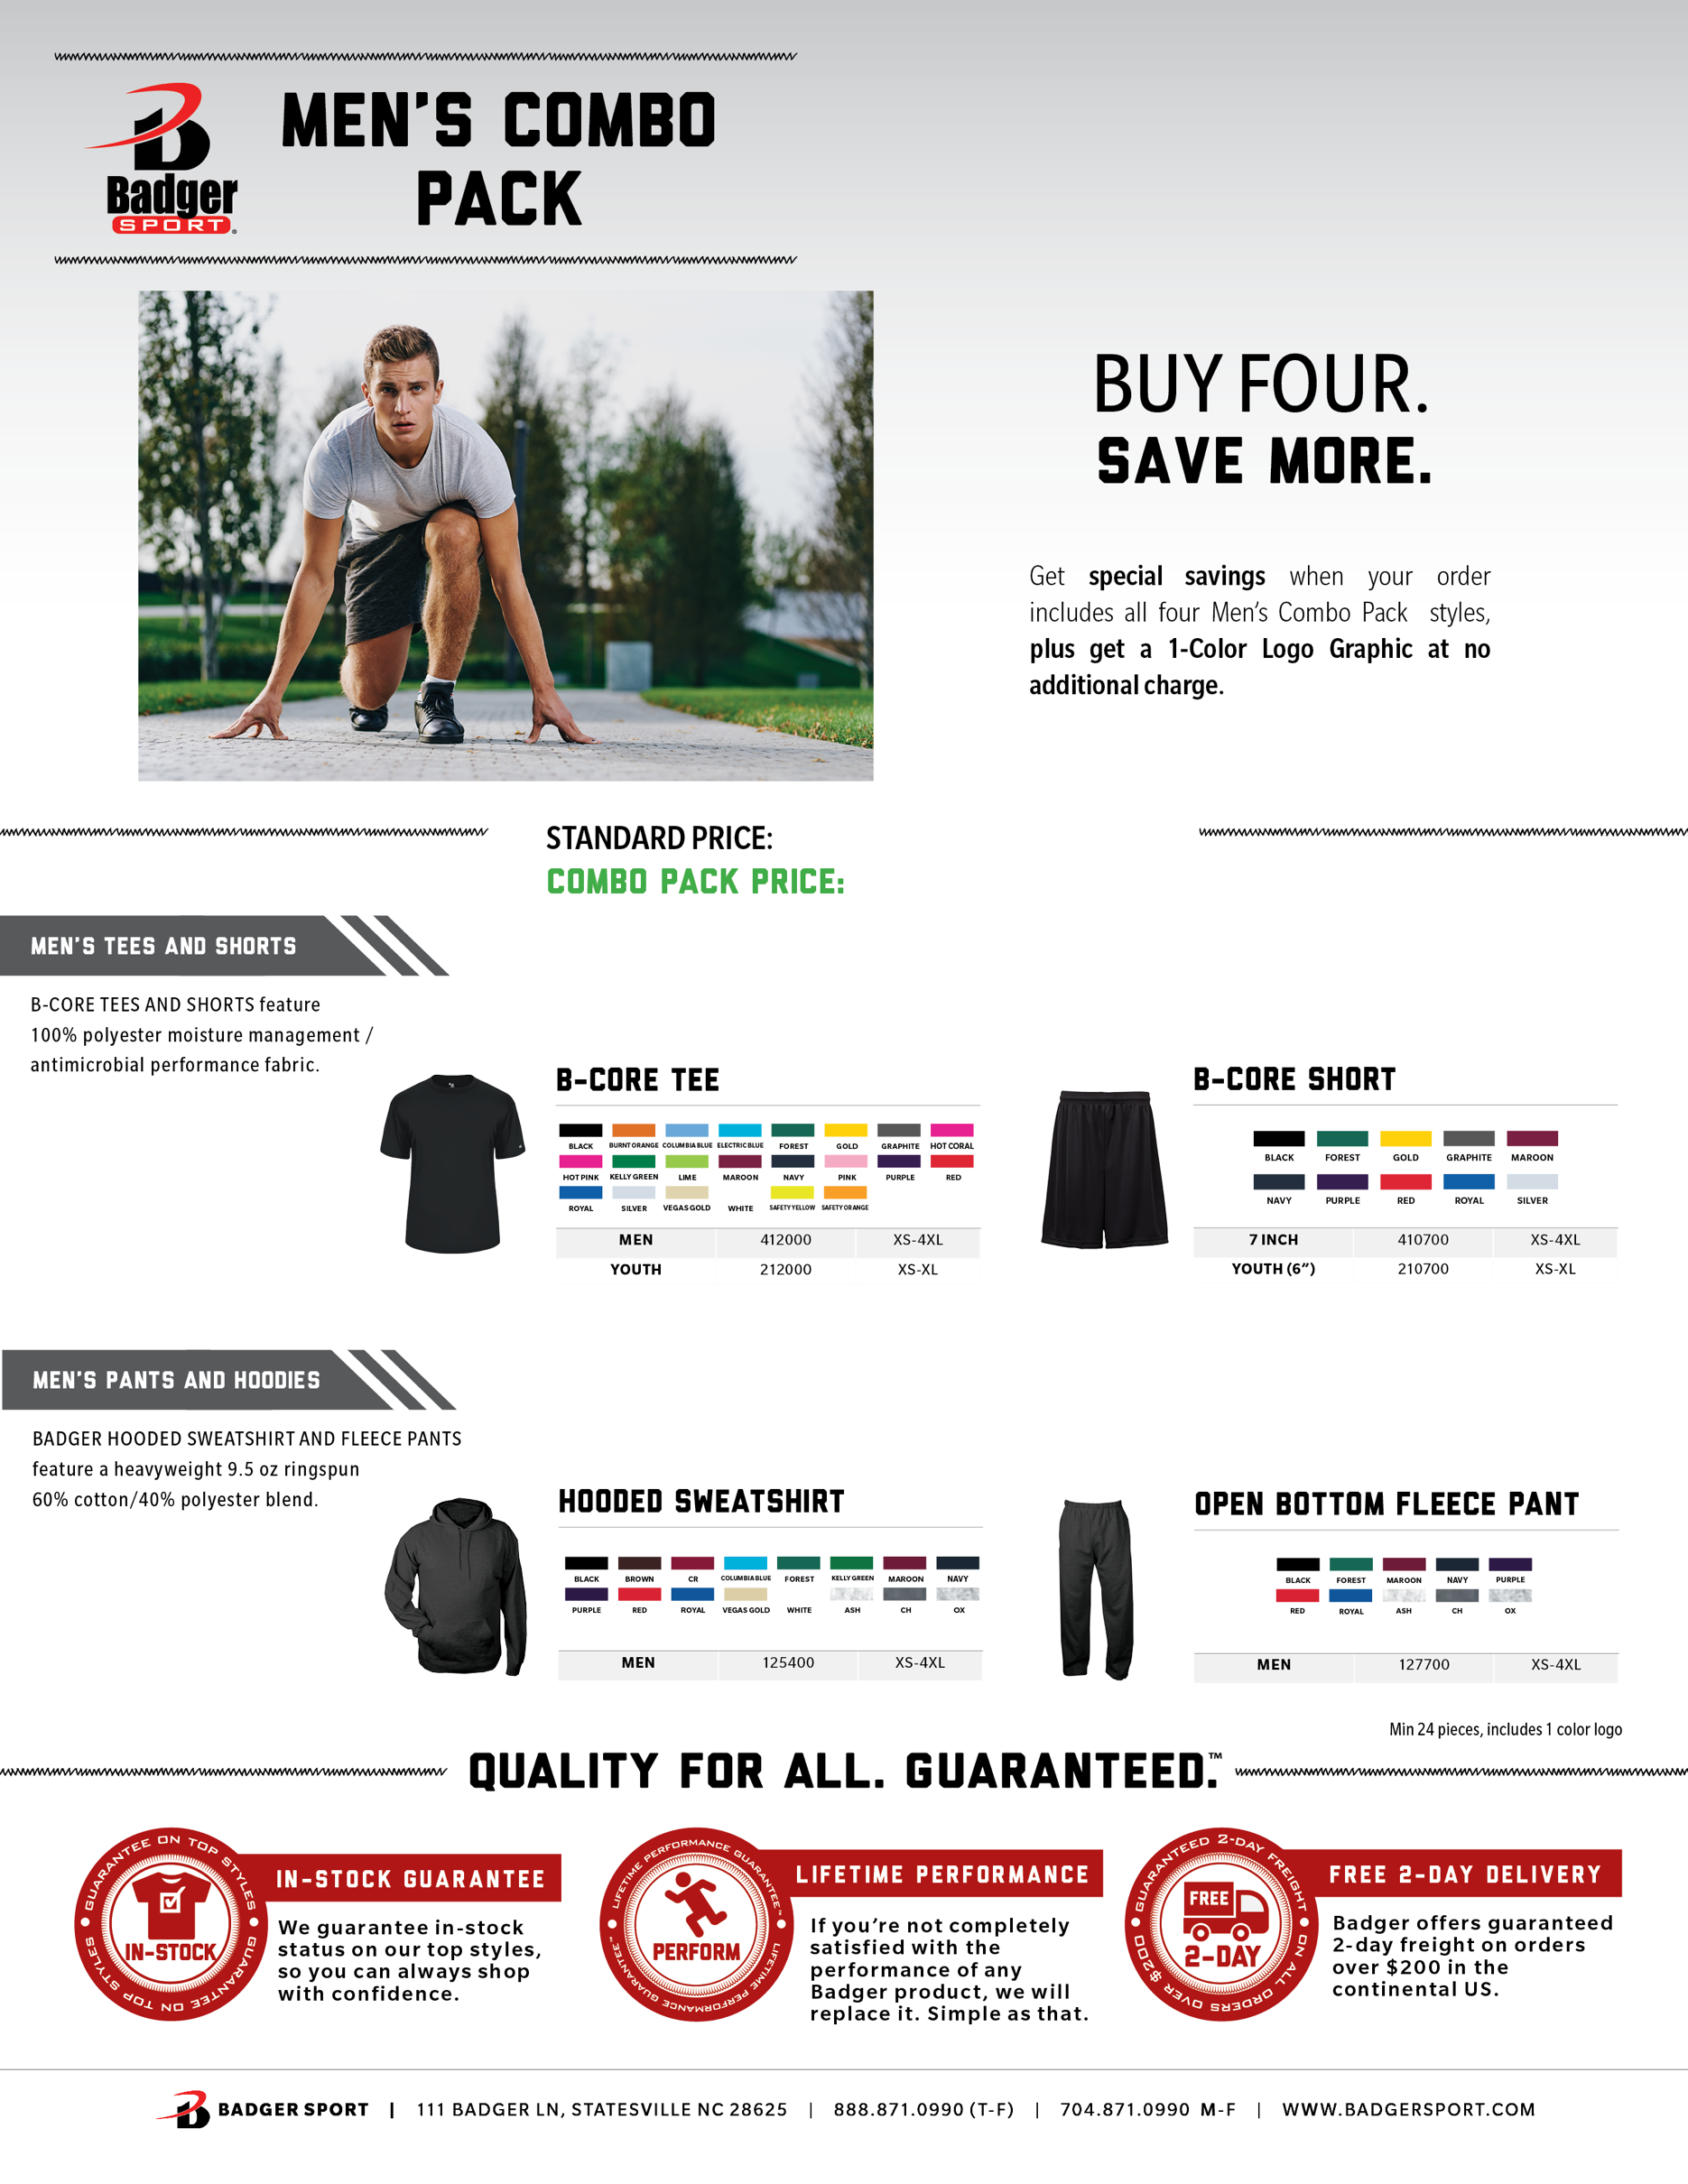 MEN'S COMBO
PACK
Badger
SPORT®
BUY FOUR.
SAVE MORE.
Get special savings when your order
includes all four Men's Combo Pack styles,
plus get a 1-Color Logo Graphic at no
additional charge.
STANDARD PRICE:
COMBO PACK PRICE:
MEN'S TEES AND SHORTS
B-CORE TEES AND SHORTS feature
100% polyester moisture management /
antimicrobial performance fabric.
B-CORE TEE
BLACK BURNT ORANGE COLUMBIA BLUE ELECTRIC BLUE FOREST GOLD GRAPHITE HOT CORAL
HOT PINK KELLY GREEN LIME MAROON NAVY PINK PURPLE RED
ROYAL SILVER VEGAS GOLD WHITE SAFETY YELLOW SAFETY ORANGE
MEN 412000 XS-4XL
YOUTH 212000 XS-XL
B-CORE SHORT
BLACK FOREST GOLD GRAPHITE MAROON
NAVY PURPLE RED ROYAL SILVER
7 INCH 410700 XS-4XL
YOUTH (6”) 210700 XS-XL
MEN'S PANTS AND HOODIES
BADGER HOODED SWEATSHIRT AND FLEECE PANTS
feature a heavyweight 9.5 oz ringspun
60% cotton/40% polyester blend.
HOODED SWEATSHIRT
BLACK BROWN CR COLUMBIA BLUE FOREST KELLY GREEN MAROON NAVY
PURPLE RED ROYAL VEGAS GOLD WHITE ASH CH OX
MEN 125400 XS-4XL
OPEN BOTTOM FLEECE PANT
BLACK FOREST MAROON NAVY PURPLE
RED ROYAL ASH CH OX
MEN 127700 XS-4XL
Min 24 pieces, includes 1 color logo
QUALITY FOR ALL. GUARANTEED.™
GUARANTEE ON TOP STYLES • GUARANTEE ON TOP STYLES •
IN-STOCK
IN-STOCK GUARANTEE
We guarantee in-stock
status on our top styles,
so you can always shop
with confidence.
LIFETIME PERFORMANCE GUARANTEE™ • LIFETIME PERFORMANCE GUARANTEE™ •
PERFORM
LIFETIME PERFORMANCE
If you're not completely
satisfied with the
performance of any
Badger product, we will
replace it. Simple as that.
GUARANTEED 2-DAY FREIGHT • ON ALL ORDERS OVER $200 •
FREE
2-DAY
FREE 2-DAY DELIVERY
Badger offers guaranteed
2-day freight on orders
over $200 in the
continental US.
BADGER SPORT | 111 BADGER LN, STATESVILLE NC 28625 | 888.871.0990 (T-F) | 704.871.0990 M-F | WWW.BADGERSPORT.COM